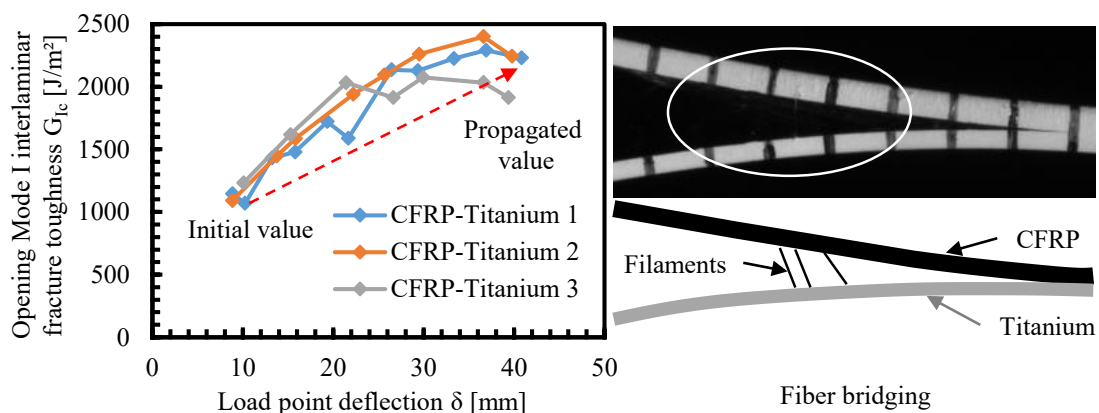 Opening Mode I interlaminar
fracture toughness G_Ic [J/m²]
2500
2000
1500
1000
500
0
0 10 20 30 40 50
Load point deflection δ [mm]
Initial value
Propagated
value
CFRP-Titanium 1
CFRP-Titanium 2
CFRP-Titanium 3
CFRP
Filaments
Titanium
Fiber bridging